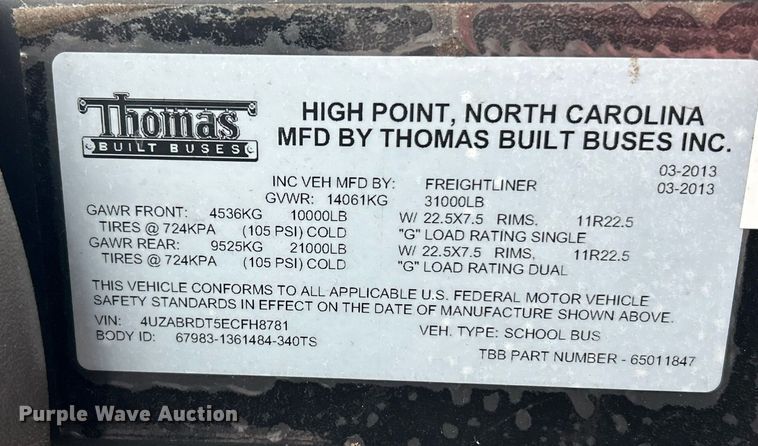 Thomas
BUILT BUSES
HIGH POINT, NORTH CAROLINA
MFD BY THOMAS BUILT BUSES INC.
03-2013
INC VEH MFD BY: FREIGHTLINER 03-2013
GVWR: 14061KG 31000LB
GAWR FRONT: 4536KG 10000LB W/ 22.5X7.5 RIMS. 11R22.5
TIRES @ 724KPA (105 PSI) COLD "G" LOAD RATING SINGLE
GAWR REAR: 9525KG 21000LB W/ 22.5X7.5 RIMS, 11R22.5
TIRES @ 724KPA (105 PSI) COLD "G" LOAD RATING DUAL
THIS VEHICLE CONFORMS TO ALL APPLICABLE U.S. FEDERAL MOTOR VEHICLE
SAFETY STANDARDS IN EFFECT ON THE DATE OF MANUFACTURE SHOWN ABOVE.
VIN: 4UZABRDT5ECFH8781 VEH. TYPE: SCHOOL BUS
BODY ID: 67983-1361484-340TS TBB PART NUMBER - 65011847
Purple Wave Auction